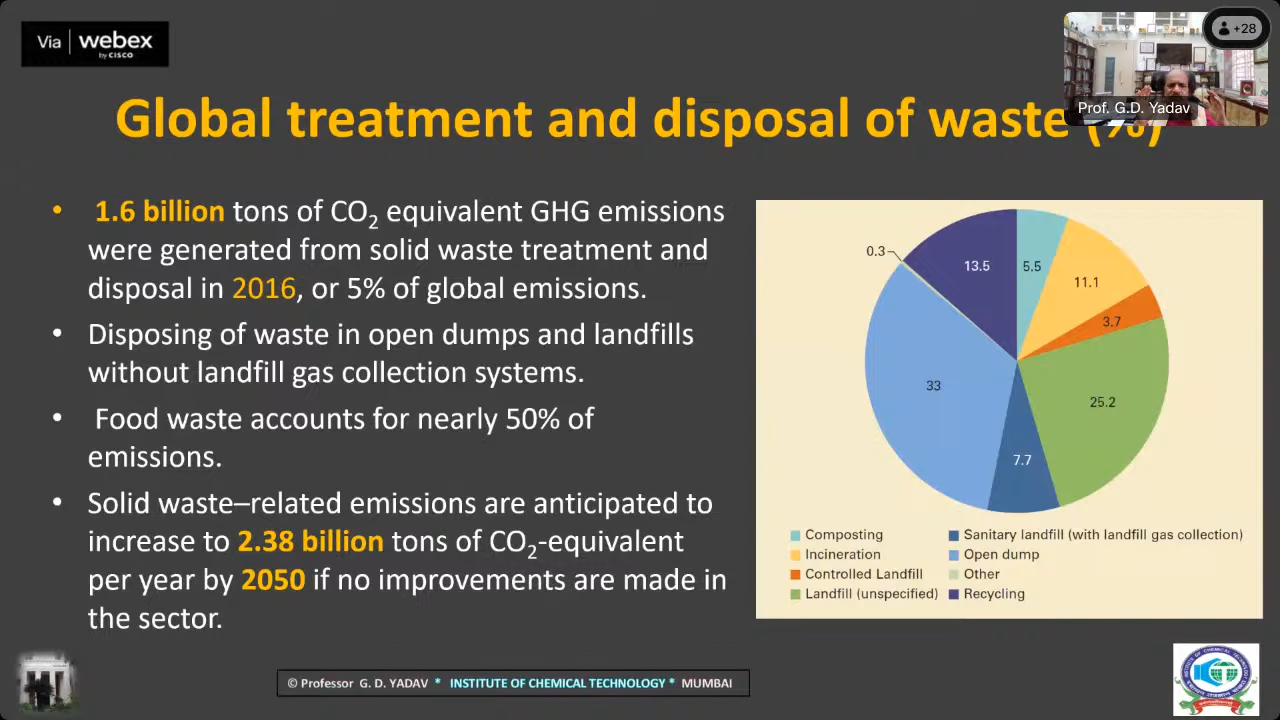 Via webex
by CISCO
+28
Prof. G.D. Yadav
Global treatment and disposal of waste (%)
• 1.6 billion tons of CO2 equivalent GHG emissions
were generated from solid waste treatment and
disposal in 2016, or 5% of global emissions.
• Disposing of waste in open dumps and landfills
without landfill gas collection systems.
• Food waste accounts for nearly 50% of
emissions.
• Solid waste–related emissions are anticipated to
increase to 2.38 billion tons of CO2-equivalent
per year by 2050 if no improvements are made in
the sector.
0.3
13.5
5.5
11.1
3.7
33
25.2
7.7
Composting
Incineration
Controlled Landfill
Landfill (unspecified)
Sanitary landfill (with landfill gas collection)
Open dump
Other
Recycling
© Professor G. D. YADAV * INSTITUTE OF CHEMICAL TECHNOLOGY * MUMBAI